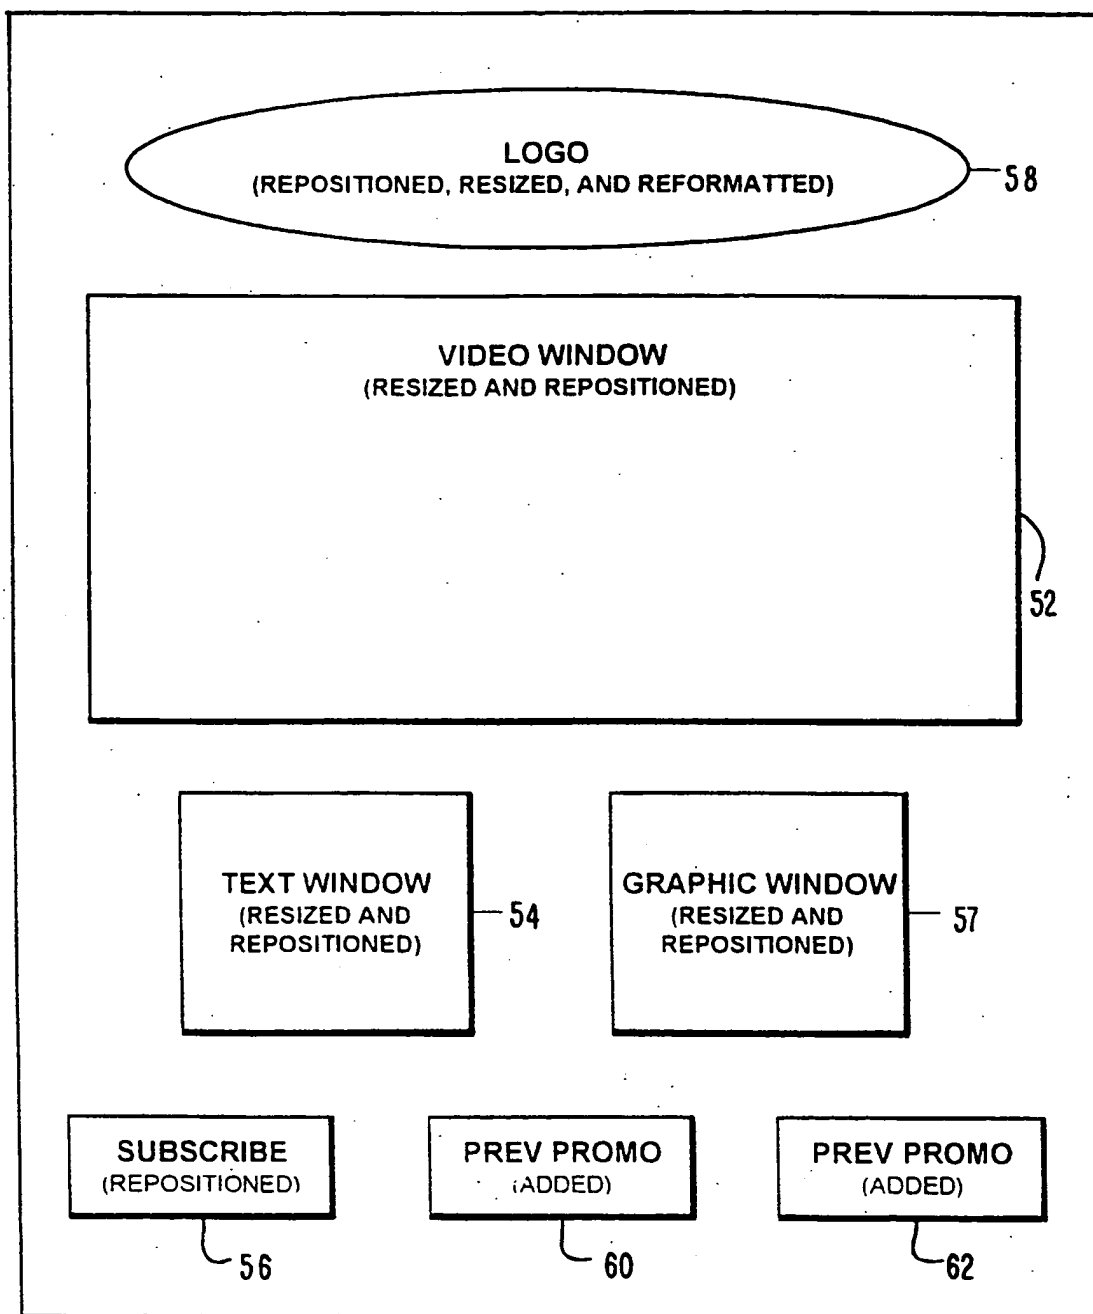 LOGO
(REPOSITIONED, RESIZED, AND REFORMATTED)
58
VIDEO WINDOW
(RESIZED AND REPOSITIONED)
52
TEXT WINDOW
(RESIZED AND
REPOSITIONED)
54
GRAPHIC WINDOW
(RESIZED AND
REPOSITIONED)
57
SUBSCRIBE
(REPOSITIONED)
56
PREV PROMO
(ADDED)
60
PREV PROMO
(ADDED)
62